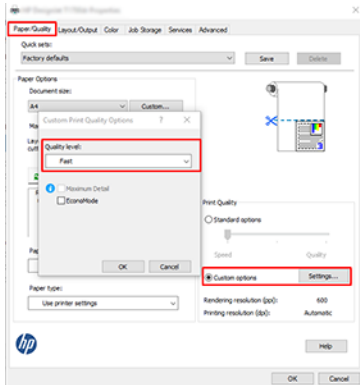 Paper/Quality Layout/Output Color Job Storage Services Advanced
Quick sets:
Factory defaults
Save
Delete
Paper Options
Document size:
A4
Custom...
Custom Print Quality Options ? ×
Quality level:
Fast
Maximum Detail
EconoMode
OK
Cancel
Print Quality
Standard options
Speed Quality
Custom options
Settings...
Rendering resolution (ppi): 600
Printing resolution (dpi): Automatic
Paper type:
Use printer settings
hp
Help
OK
Cancel